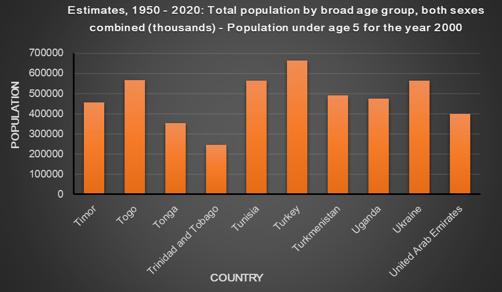 Estimates, 1950 - 2020: Total population by broad age group, both sexes
combined (thousands) - Population under age 5 for the year 2000
POPULATION
700000
600000
500000
400000
300000
200000
100000
0
Timor
Togo
Tonga
Trinidad and Tobago
Tunisia
Turkey
Turkmenistan
Uganda
Ukraine
United Arab Emirates
COUNTRY